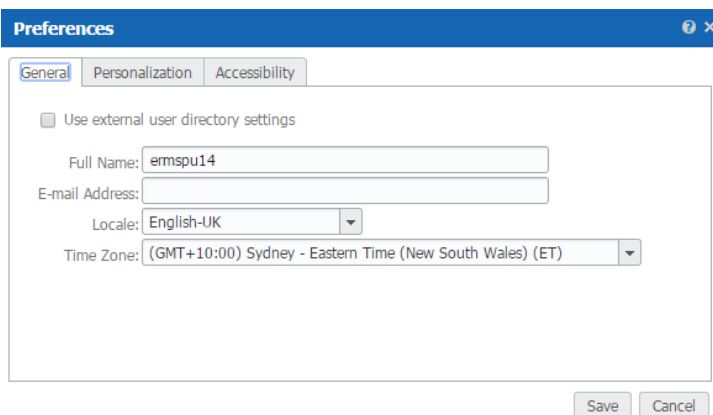 Preferences
General Personalization Accessibility
Use external user directory settings
Full Name: ermspu14
E-mail Address:
Locale: English-UK
Time Zone: (GMT+10:00) Sydney - Eastern Time (New South Wales) (ET)
Save Cancel